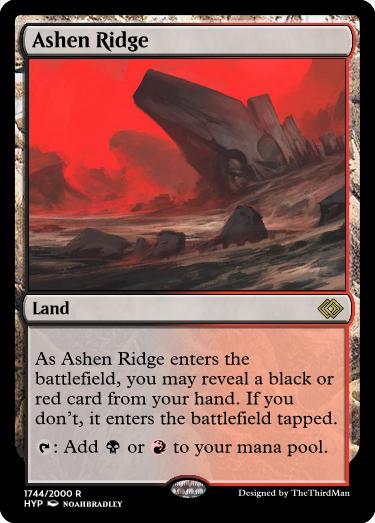 Ashen Ridge
Land
As Ashen Ridge enters the
battlefield, you may reveal a black or
red card from your hand. If you
don't, it enters the battlefield tapped.
: Add or to your mana pool.
1744/2000 R
HYP NOAHBRADLEY
Designed by TheThirdMan